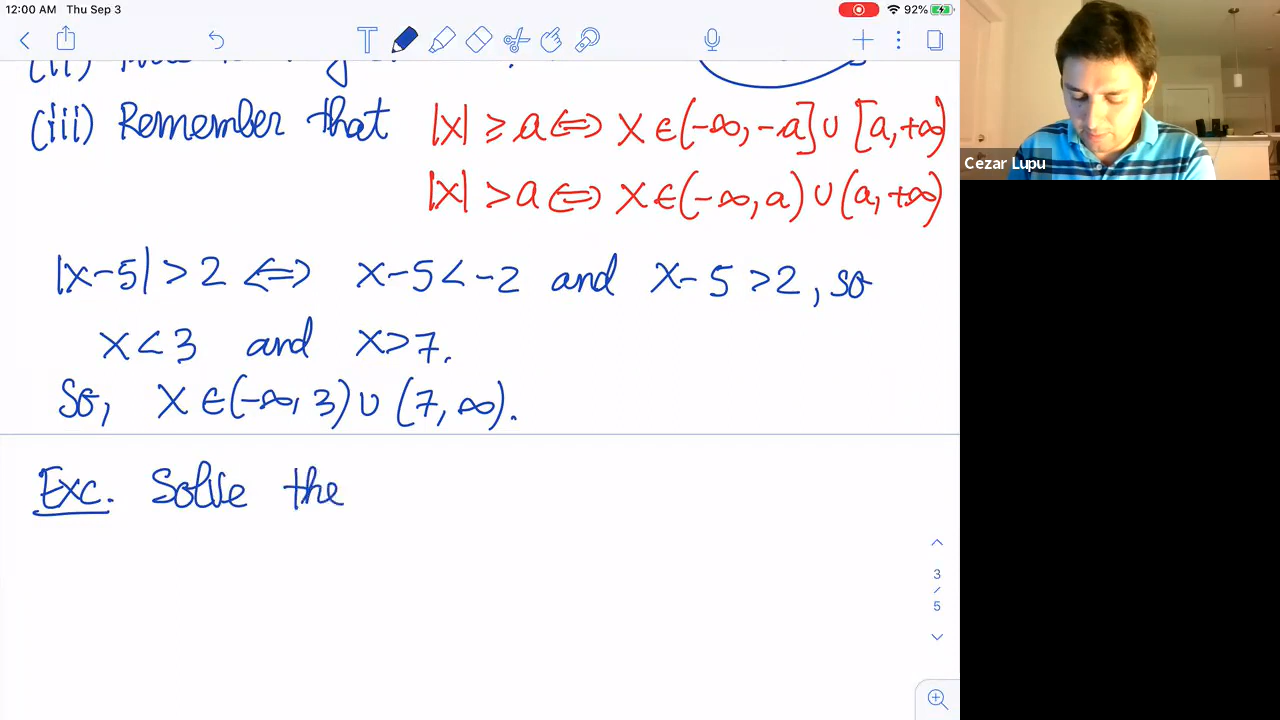 12:00 AM Thu Sep 3
92%
(iii) Remember that |x| ≥ a ⇔ x ∈ (-∞, -a] ∪ [a, +∞)
|x| > a ⇔ x ∈ (-∞, a) ∪ (a, +∞)
|x-5| > 2 ⇔ x-5 < -2 and x-5 > 2, so
x < 3 and x > 7.
So, x ∈ (-∞, 3) ∪ (7, ∞).
Exc. Solve the
3
/
5
Cezar Lupu